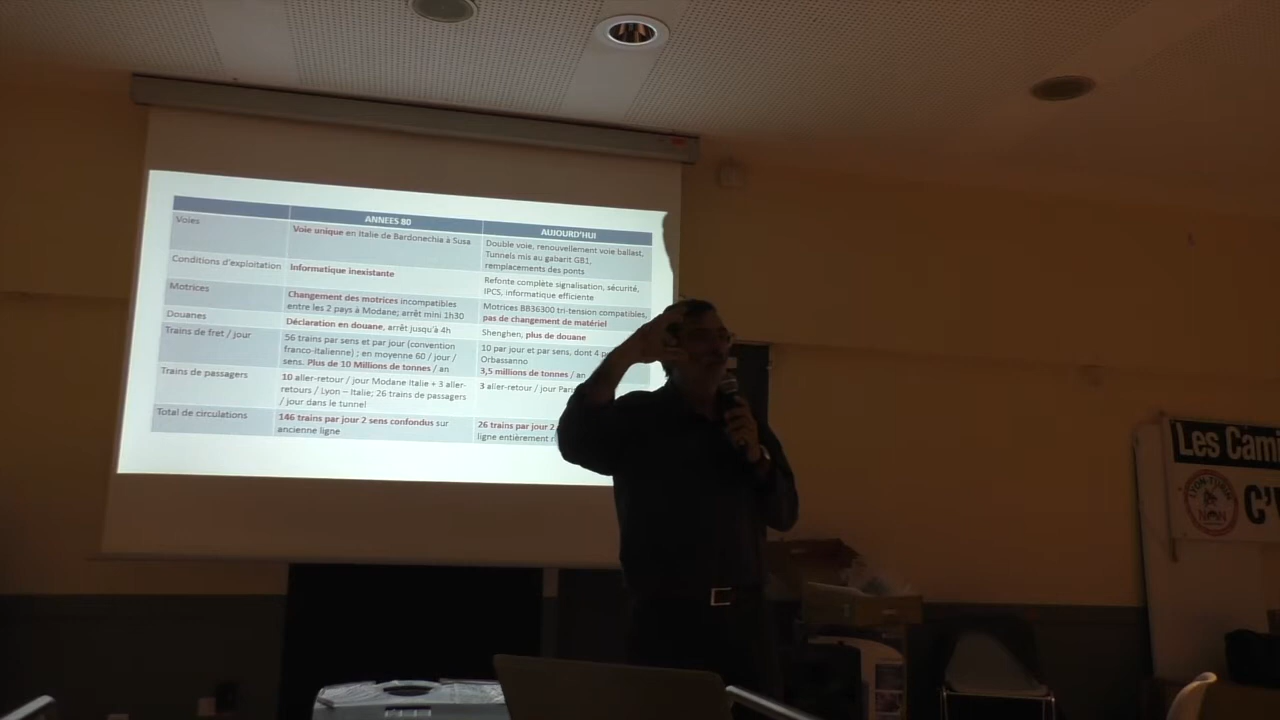 ANNEES 80
AUJOURD'HUI
Voies
Voie unique en Italie de Bardonechia à Susa
Double voie, renouvellement voie ballast,
Tunnels mis au gabarit GB1,
remplacements des ponts
Conditions d'exploitation
Informatique inexistante
Refonte complète signalisation, sécurité,
IPCS, informatique efficiente
Motrices
Changement des motrices incompatibles
entre les 2 pays à Modane; arrêt mini 1h30
Motrices BB36300 tri-tension compatibles,
pas de changement de matériel
Douanes
Déclaration en douane, arrêt jusqu'à 4h
Shenghen, plus de douane
Trains de fret / jour
56 trains par sens et par jour (convention
franco-italienne) ; en moyenne 60 / jour /
sens. Plus de 10 Millions de tonnes / an
10 par jour et par sens, dont 4
Orbassanno
3,5 millions de tonnes / an
Trains de passagers
10 aller-retour / jour Modane Italie + 3 aller-
retours / Lyon – Italie; 26 trains de passagers
/ jour dans le tunnel
3 aller-retour / jour
Total de circulations
146 trains par jour 2 sens confondus sur
ancienne ligne
26 trains par jour 2
ligne entièrement
Les
LYON-TURIN
NON